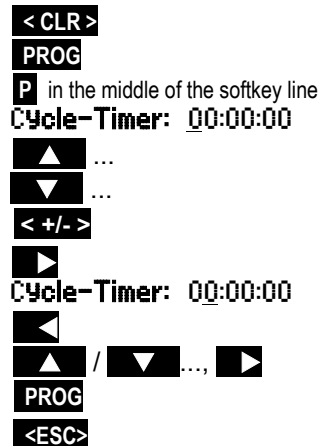 < CLR >
PROG
P in the middle of the softkey line
Cycle-Timer: 00:00:00
▲ ...
▼ ...
< +/- >
▶
Cycle-Timer: 00:00:00
◀
▲ / ▼ ..., ▶
PROG
<ESC>